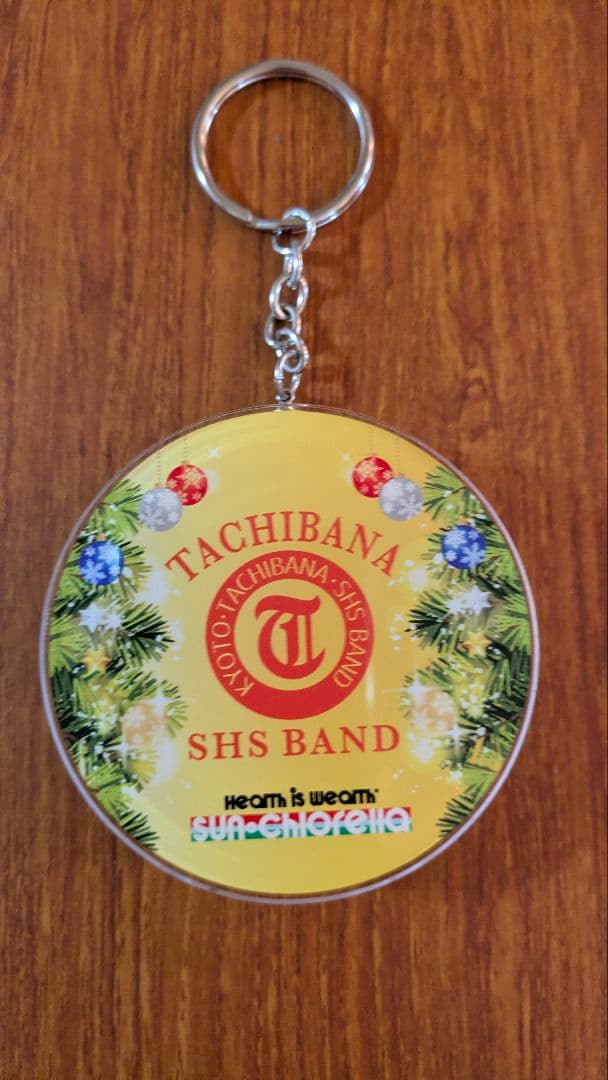 TACHIBANA
KYOTO·TACHIBANA·SHS BAND
T
SHS BAND
Health is Wealth®
SUN·Chlorella